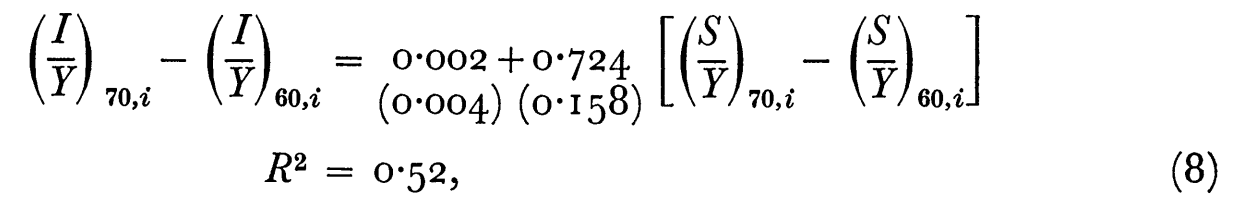 (I/Y)70,i − (I/Y)60,i = 0·002 + 0·724 [(S/Y)70,i − (S/Y)60,i]
(0·004) (0·158)
R² = 0·52, (8)